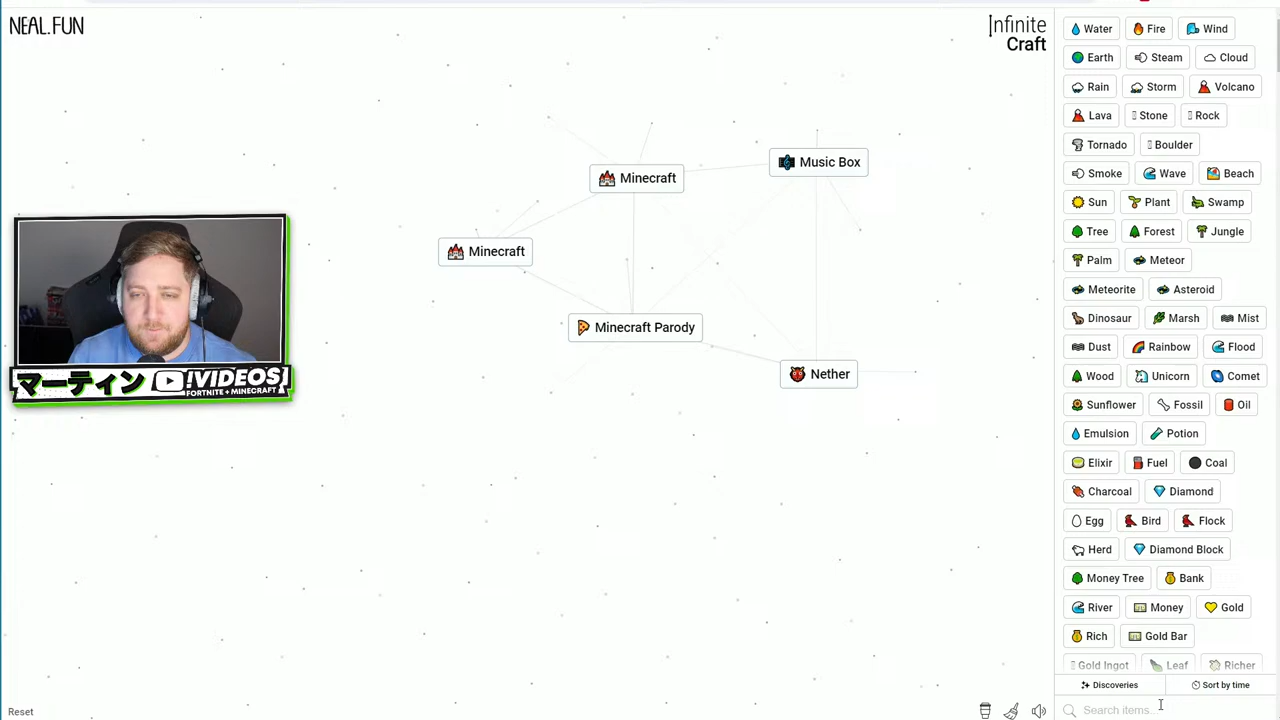 NEAL.FUN
Infinite
Craft
Minecraft
Music Box
Minecraft
Minecraft Parody
Nether
マーティン !VIDEOS
FORTNITE + MINECRAFT
Water Fire Wind
Earth Steam Cloud
Rain Storm Volcano
Lava Stone Rock
Tornado Boulder
Smoke Wave Beach
Sun Plant Swamp
Tree Forest Jungle
Palm Meteor
Meteorite Asteroid
Dinosaur Marsh Mist
Dust Rainbow Flood
Wood Unicorn Comet
Sunflower Fossil Oil
Emulsion Potion
Elixir Fuel Coal
Charcoal Diamond
Egg Bird Flock
Herd Diamond Block
Money Tree Bank
River Money Gold
Rich Gold Bar
Gold Ingot Leaf Richer
Discoveries Sort by time
Search items...
Reset